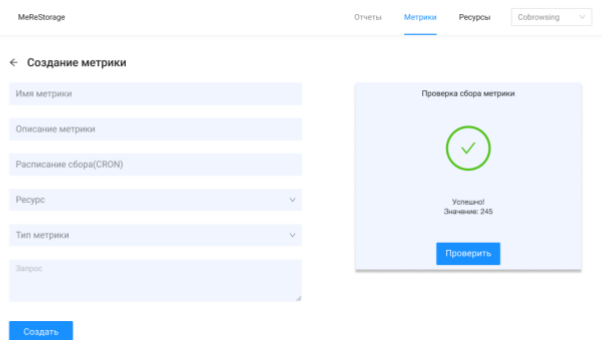 MeReStorage
Отчеты
Метрики
Ресурсы
Cobrowsing
Создание метрики
Имя метрики
Описание метрики
Расписание сбора(CRON)
Ресурс
Тип метрики
Запрос
Создать
Проверка сбора метрики
Успешно!
Значение: 245
Проверить